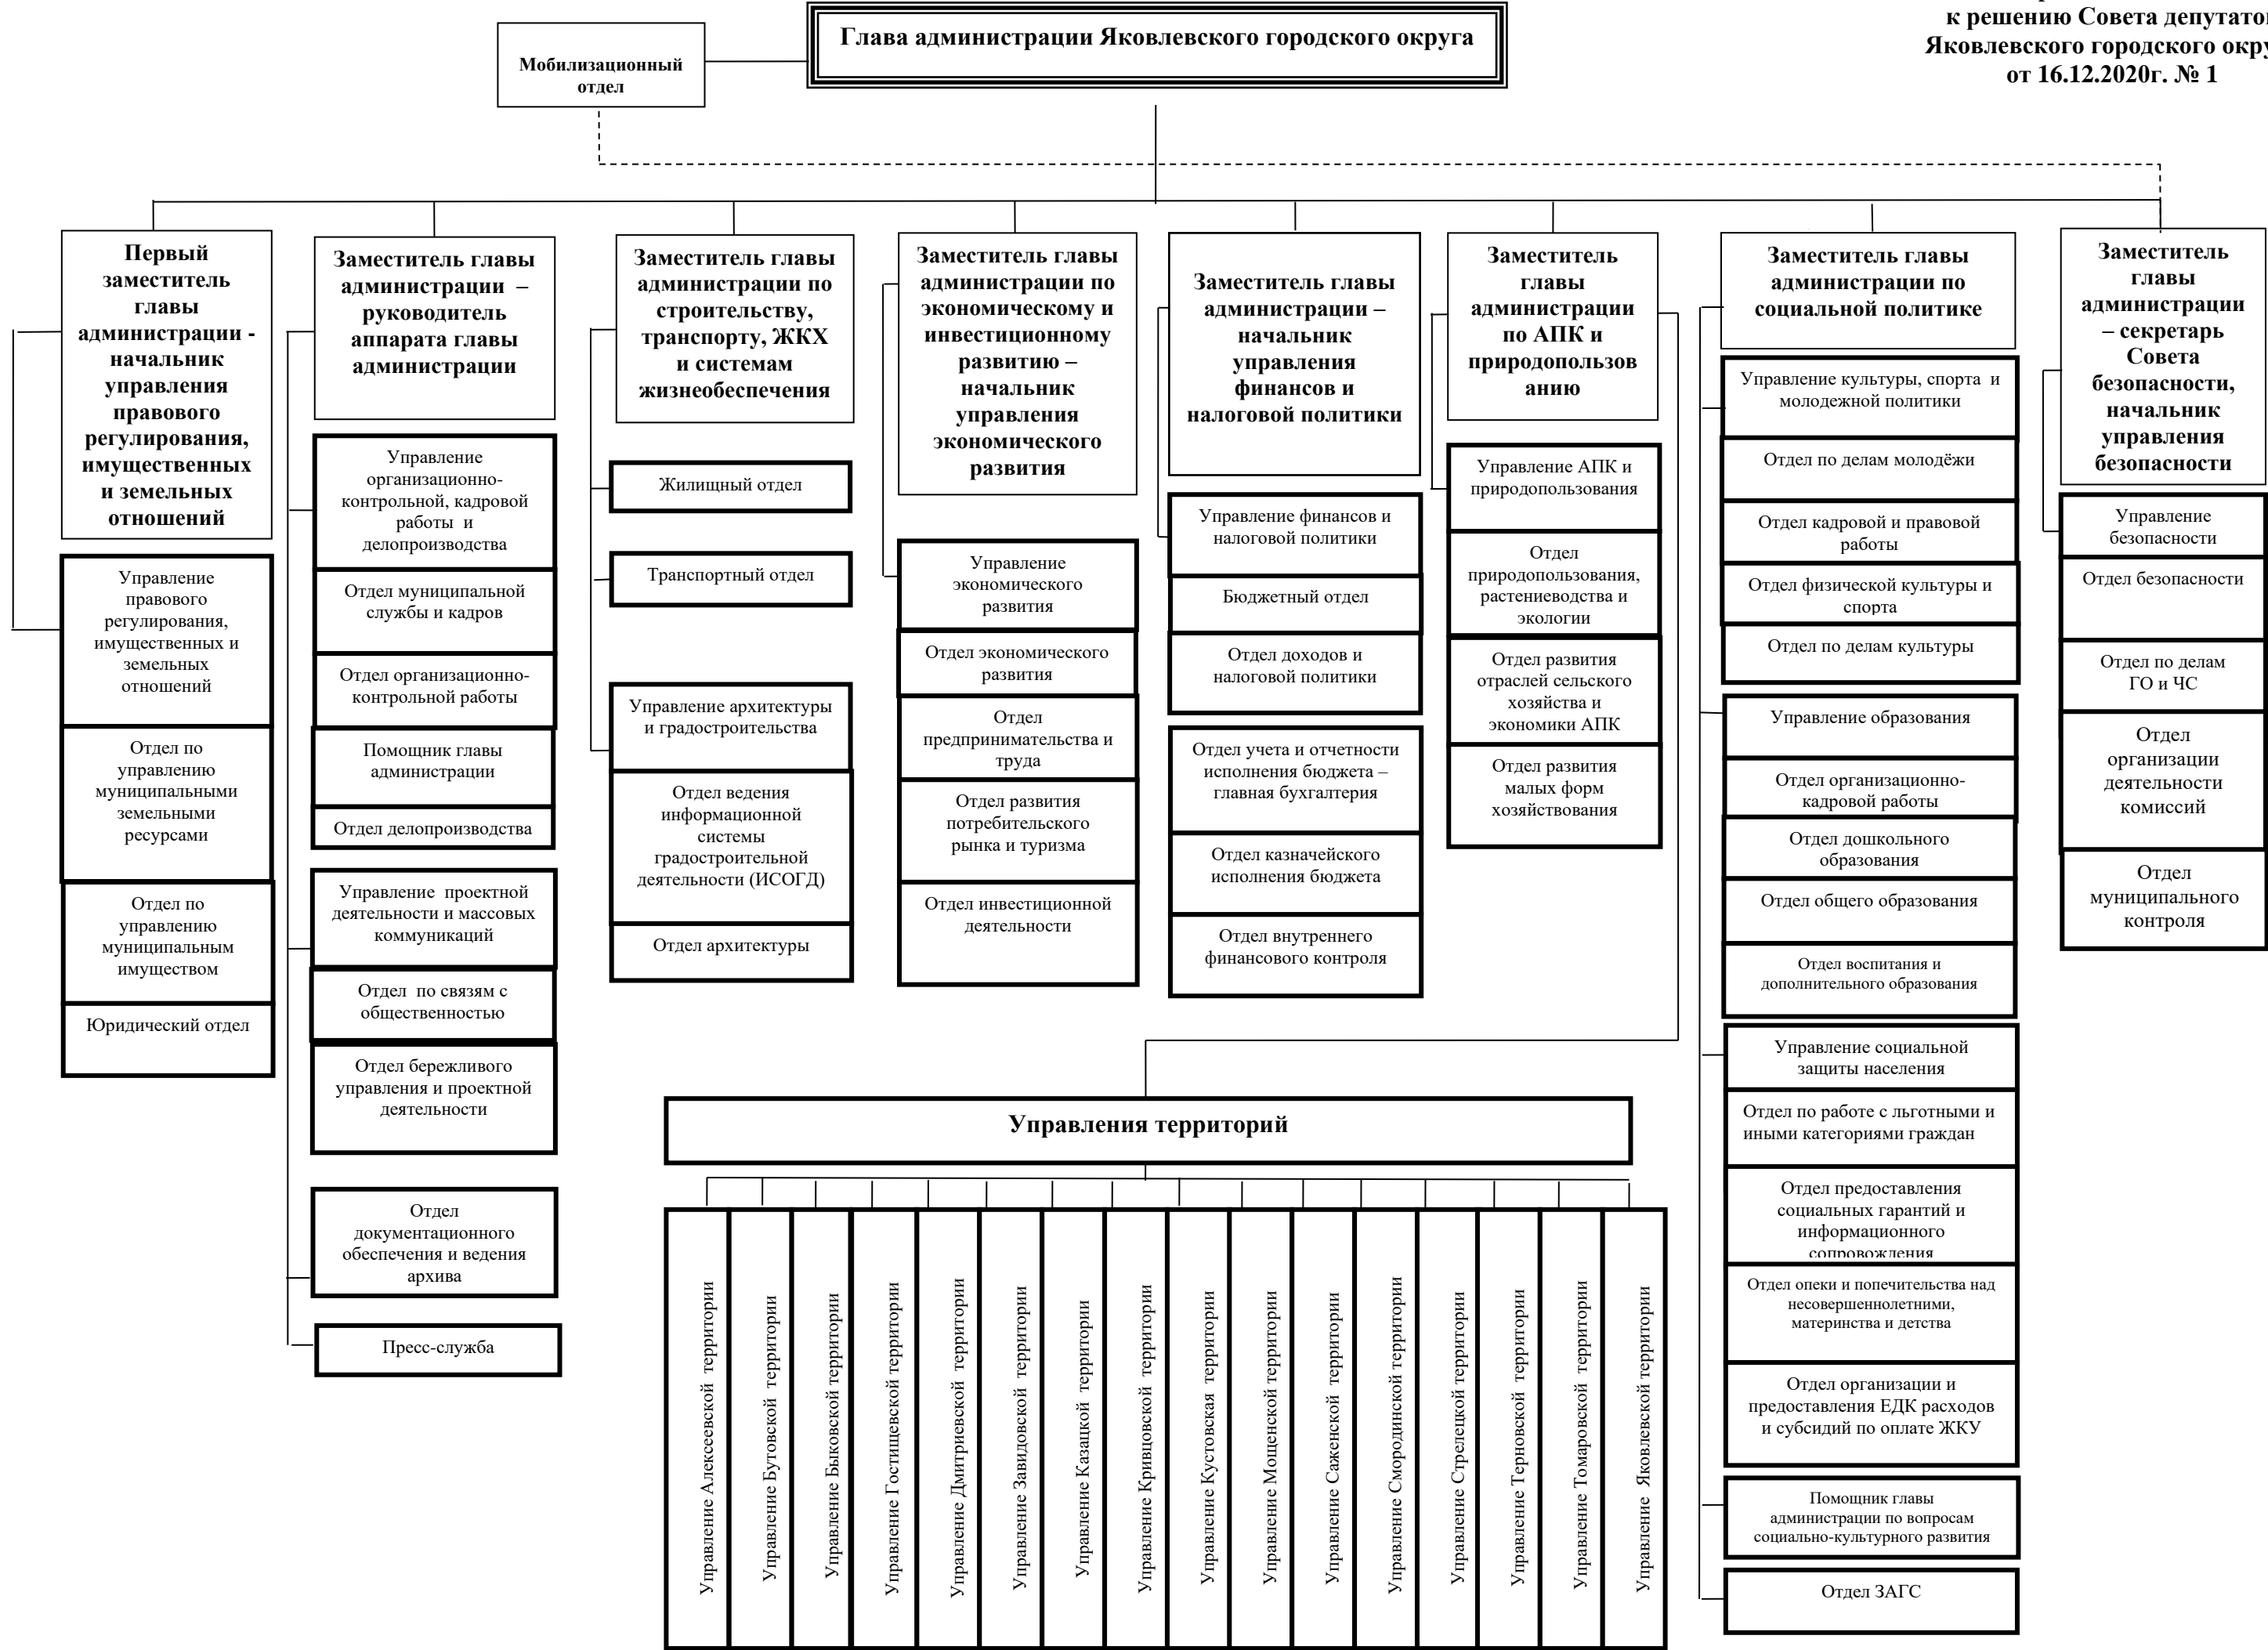 к решению Совета депутато
Яковлевского городского окру
от 16.12.2020г. № 1
Глава администрации Яковлевского городского округа
Мобилизационный
отдел
Первый
заместитель
главы
администрации -
начальник
управления
правового
регулирования,
имущественных
и земельных
отношений
Управление
правового
регулирования,
имущественных и
земельных
отношений
Отдел по
управлению
муниципальными
земельными
ресурсами
Отдел по
управлению
муниципальным
имуществом
Юридический отдел
Заместитель главы
администрации –
руководитель
аппарата главы
администрации
Управление
организационно-
контрольной, кадровой
работы и
делопроизводства
Отдел муниципальной
службы и кадров
Отдел организационно-
контрольной работы
Помощник главы
администрации
Отдел делопроизводства
Управление проектной
деятельности и массовых
коммуникаций
Отдел по связям с
общественностью
Отдел бережливого
управления и проектной
деятельности
Отдел
документационного
обеспечения и ведения
архива
Пресс-служба
Заместитель главы
администрации по
строительству,
транспорту, ЖКХ
и системам
жизнеобеспечения
Жилищный отдел
Транспортный отдел
Управление архитектуры
и градостроительства
Отдел ведения
информационной
системы
градостроительной
деятельности (ИСОГД)
Отдел архитектуры
Заместитель главы
администрации по
экономическому и
инвестиционному
развитию –
начальник
управления
экономического
развития
Управление
экономического
развития
Отдел экономического
развития
Отдел
предпринимательства и
труда
Отдел развития
потребительского
рынка и туризма
Отдел инвестиционной
деятельности
Заместитель главы
администрации –
начальник
управления
финансов и
налоговой политики
Управление финансов и
налоговой политики
Бюджетный отдел
Отдел доходов и
налоговой политики
Отдел учета и отчетности
исполнения бюджета –
главная бухгалтерия
Отдел казначейского
исполнения бюджета
Отдел внутреннего
финансового контроля
Заместитель
главы
администрации
по АПК и
природопользов
анию
Управление АПК и
природопользования
Отдел
природопользования,
растениеводства и
экологии
Отдел развития
отраслей сельского
хозяйства и
экономики АПК
Отдел развития
малых форм
хозяйствования
Заместитель главы
администрации по
социальной политике
Управление культуры, спорта и
молодежной политики
Отдел по делам молодёжи
Отдел кадровой и правовой
работы
Отдел физической культуры и
спорта
Отдел по делам культуры
Управление образования
Отдел организационно-
кадровой работы
Отдел дошкольного
образования
Отдел общего образования
Отдел воспитания и
дополнительного образования
Управление социальной
защиты населения
Отдел по работе с льготными и
иными категориями граждан
Отдел предоставления
социальных гарантий и
информационного
сопровождения
Отдел опеки и попечительства над
несовершеннолетними,
материнства и детства
Отдел организации и
предоставления ЕДК расходов
и субсидий по оплате ЖКУ
Помощник главы
администрации по вопросам
социально-культурного развития
Отдел ЗАГС
Заместитель
главы
администрации
– секретарь
Совета
безопасности,
начальник
управления
безопасности
Управление
безопасности
Отдел безопасности
Отдел по делам
ГО и ЧС
Отдел
организации
деятельности
комиссий
Отдел
муниципального
контроля
Управления территорий
Управление Алексеевской территории
Управление Бутовской территории
Управление Быковской территории
Управление Гостищевской территории
Управление Дмитриевской территории
Управление Завидовской территории
Управление Казацкой территории
Управление Кривцовской территории
Управление Кустовская территории
Управление Мощенской территории
Управление Саженской территории
Управление Смородинской территории
Управление Стрелецкой территории
Управление Терновской территории
Управление Томаровской территории
Управление Яковлевской территории